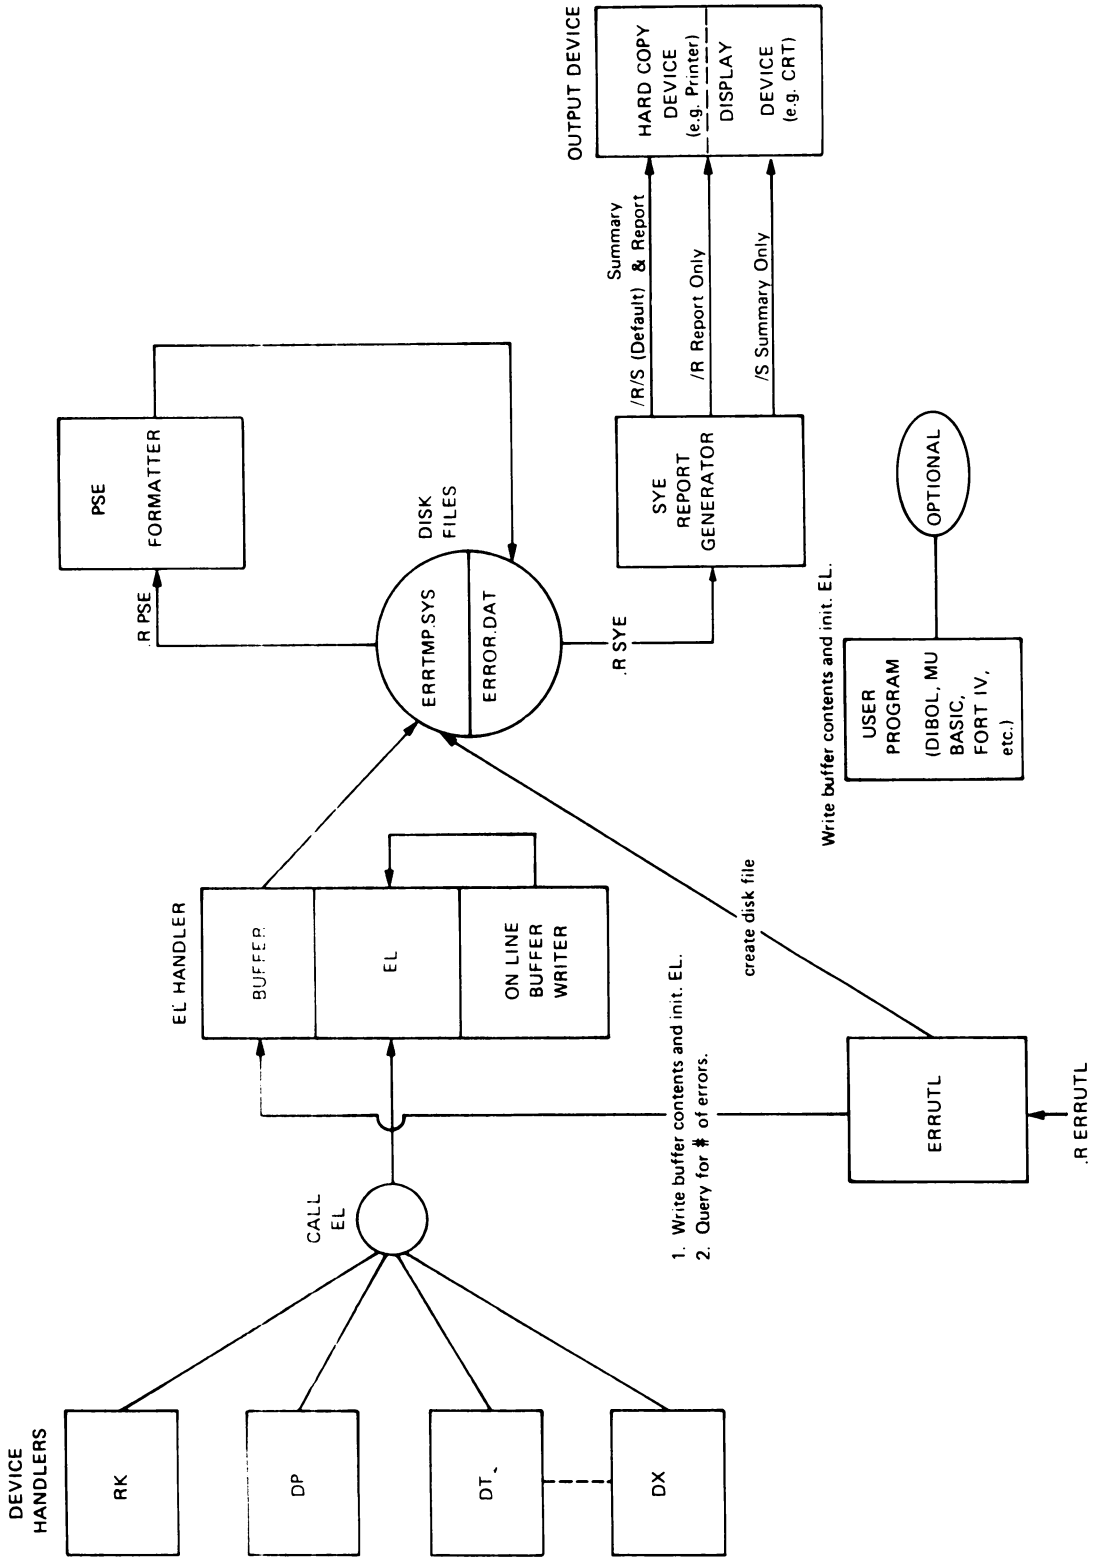 DEVICE
HANDLERS
RK
DP
DT
DX
CALL
EL
EL HANDLER
BUFFER
EL
ON LINE
BUFFER
WRITER
1. Write buffer contents and init. EL.
2. Query for # of errors.
ERRUTL
.R ERRUTL
create disk file
ERRTMP.SYS
ERROR.DAT
DISK
FILES
.R PSE
PSE
FORMATTER
.R SYE
SYE
REPORT
GENERATOR
Summary
/R/S (Default) & Report
/R Report Only
/S Summary Only
OUTPUT DEVICE
HARD COPY
DEVICE
(e.g. Printer)
DISPLAY
DEVICE
(e.g. CRT)
Write buffer contents and init. EL.
USER
PROGRAM
(DIBOL, MU
BASIC,
FORT IV,
etc.)
OPTIONAL